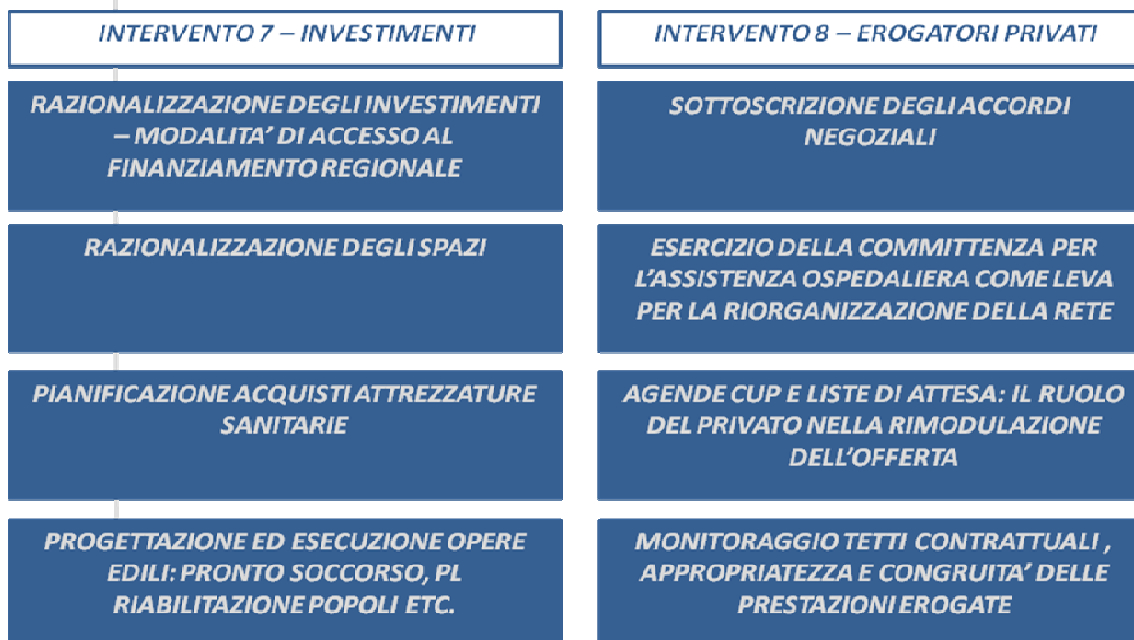 INTERVENTO 7 – INVESTIMENTI
RAZIONALIZZAZIONE DEGLI INVESTIMENTI
– MODALITA' DI ACCESSO AL
FINANZIAMENTO REGIONALE
RAZIONALIZZAZIONE DEGLI SPAZI
PIANIFICAZIONE ACQUISTI ATTREZZATURE
SANITARIE
PROGETTAZIONE ED ESECUZIONE OPERE
EDILI: PRONTO SOCCORSO, PL
RIABILITAZIONE POPOLI ETC.
INTERVENTO 8 – EROGATORI PRIVATI
SOTTOSCRIZIONE DEGLI ACCORDI
NEGOZIALI
ESERCIZIO DELLA COMMITTENZA PER
L'ASSISTENZA OSPEDALIERA COME LEVA
PER LA RIORGANIZZAZIONE DELLA RETE
AGENDE CUP E LISTE DI ATTESA: IL RUOLO
DEL PRIVATO NELLA RIMODULAZIONE
DELL'OFFERTA
MONITORAGGIO TETTI CONTRATTUALI ,
APPROPRIATEZZA E CONGRUITA' DELLE
PRESTAZIONI EROGATE